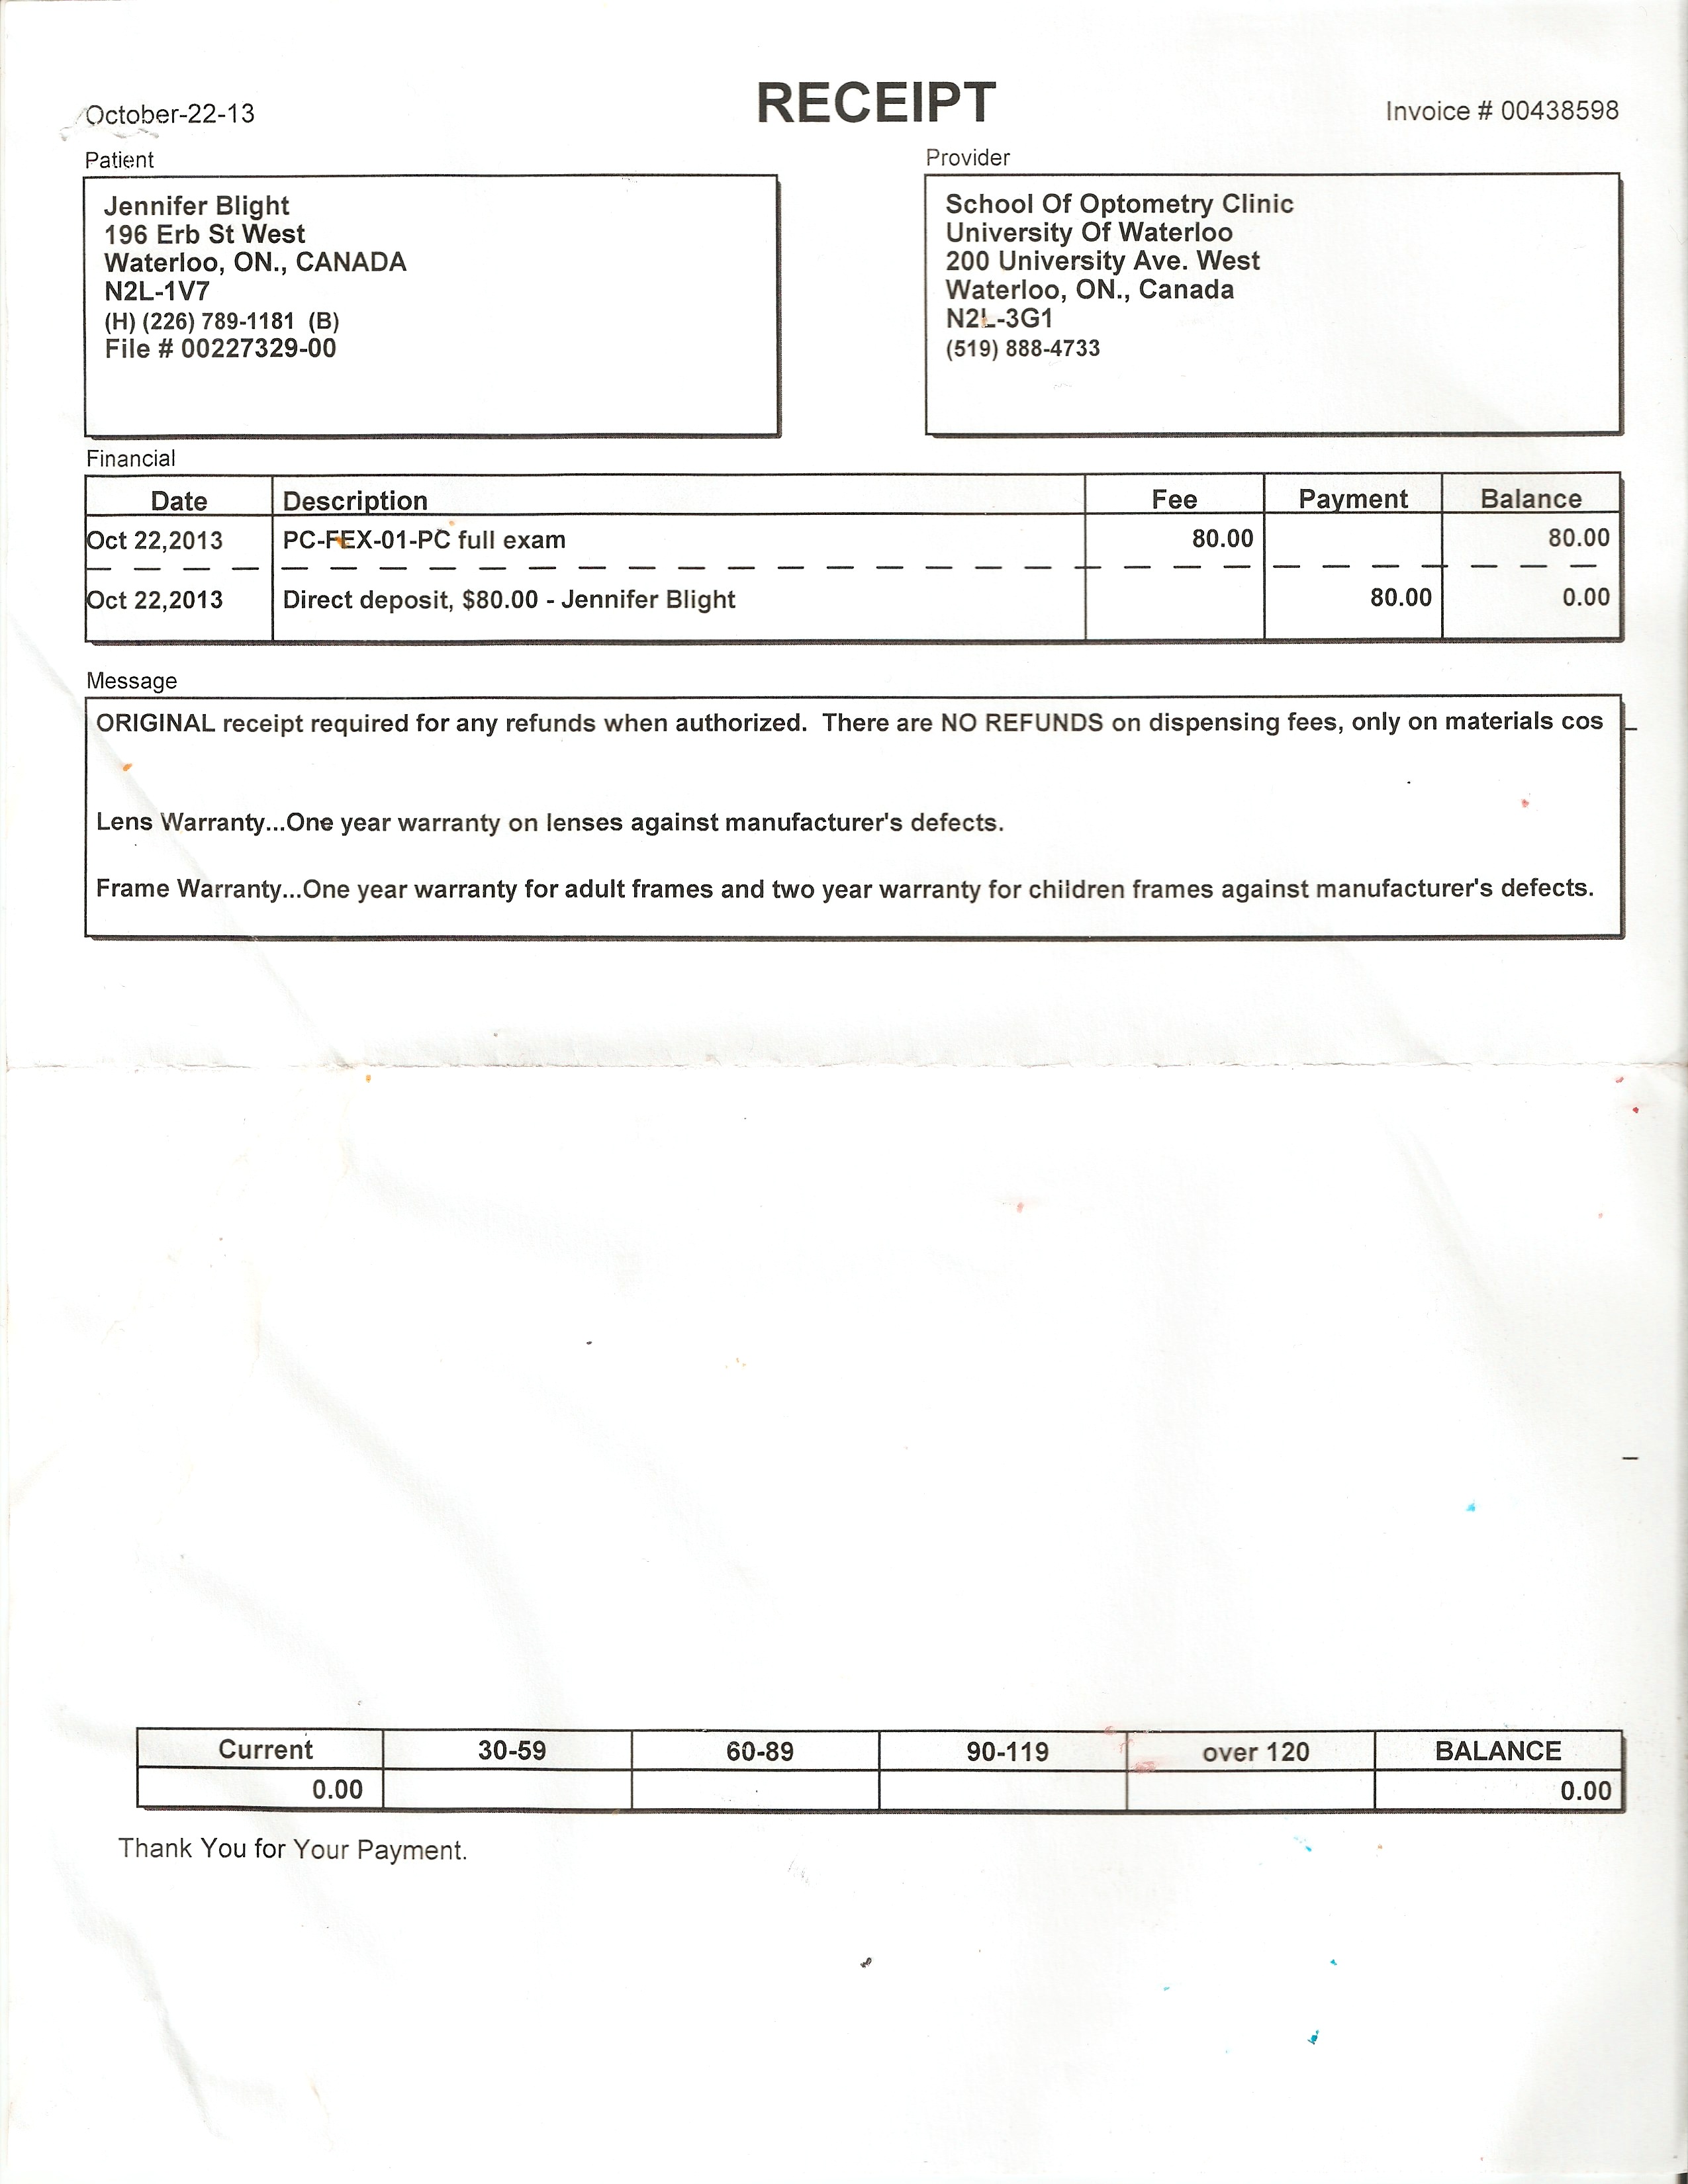 RECEIPT
October-22-13
Invoice # 00438598
Patient
Jennifer Blight
196 Erb St West
Waterloo, ON., CANADA
N2L-1V7
(H) (226) 789-1181 (B)
File # 00227329-00
Provider
School Of Optometry Clinic
University Of Waterloo
200 University Ave. West
Waterloo, ON., Canada
N2L-3G1
(519) 888-4733
Financial
Date Description Fee Payment Balance
Oct 22,2013 PC-FEX-01-PC full exam 80.00 80.00
Oct 22,2013 Direct deposit, $80.00 - Jennifer Blight 80.00 0.00
Message
ORIGINAL receipt required for any refunds when authorized. There are NO REFUNDS on dispensing fees, only on materials cos
Lens Warranty...One year warranty on lenses against manufacturer's defects.
Frame Warranty...One year warranty for adult frames and two year warranty for children frames against manufacturer's defects.
Current 30-59 60-89 90-119 over 120 BALANCE
0.00 0.00
Thank You for Your Payment.